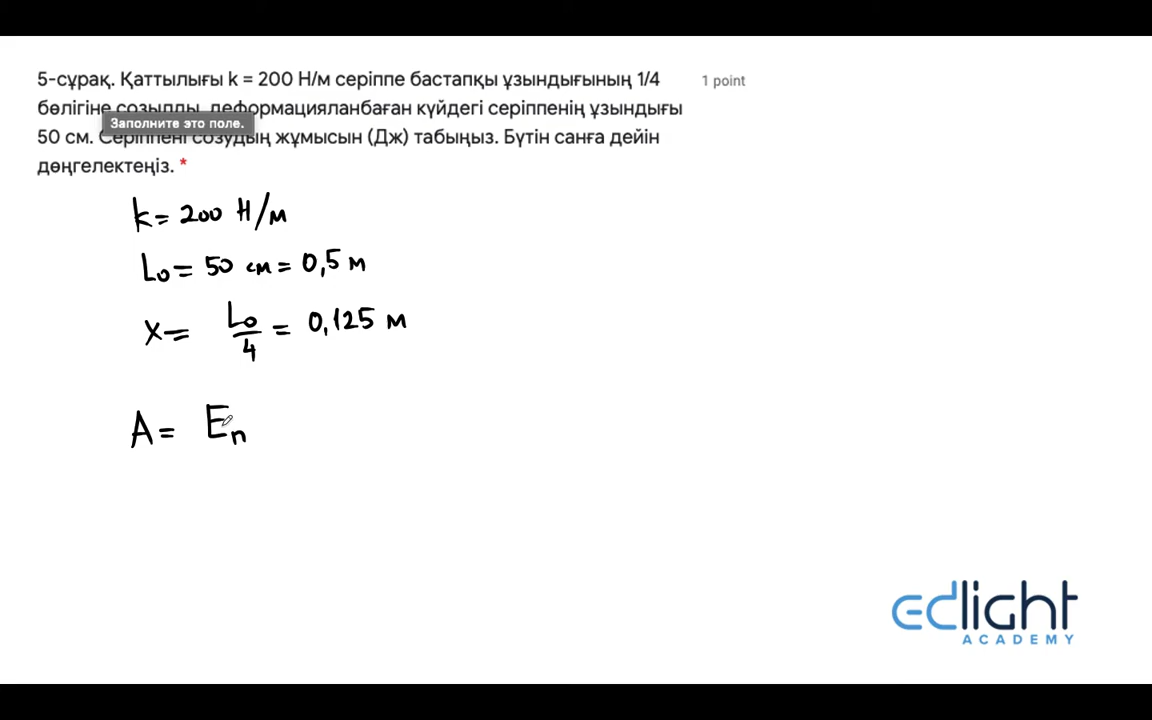 5-сұрақ. Қаттылығы k = 200 Н/м серіппе бастапқы ұзындығының 1/4
1 point
бөлігіне созылды, деформацияланбаған күйдегі серіппенің ұзындығы
Заполните это поле.
50 см. Серіппені созудың жұмысын (Дж) табыңыз. Бүтін санға дейін
дөңгелектеңіз. *
k = 200 Н/м
L₀ = 50 см = 0,5 м
x = L₀/4 = 0,125 м
A = Eп
edlight
ACADEMY